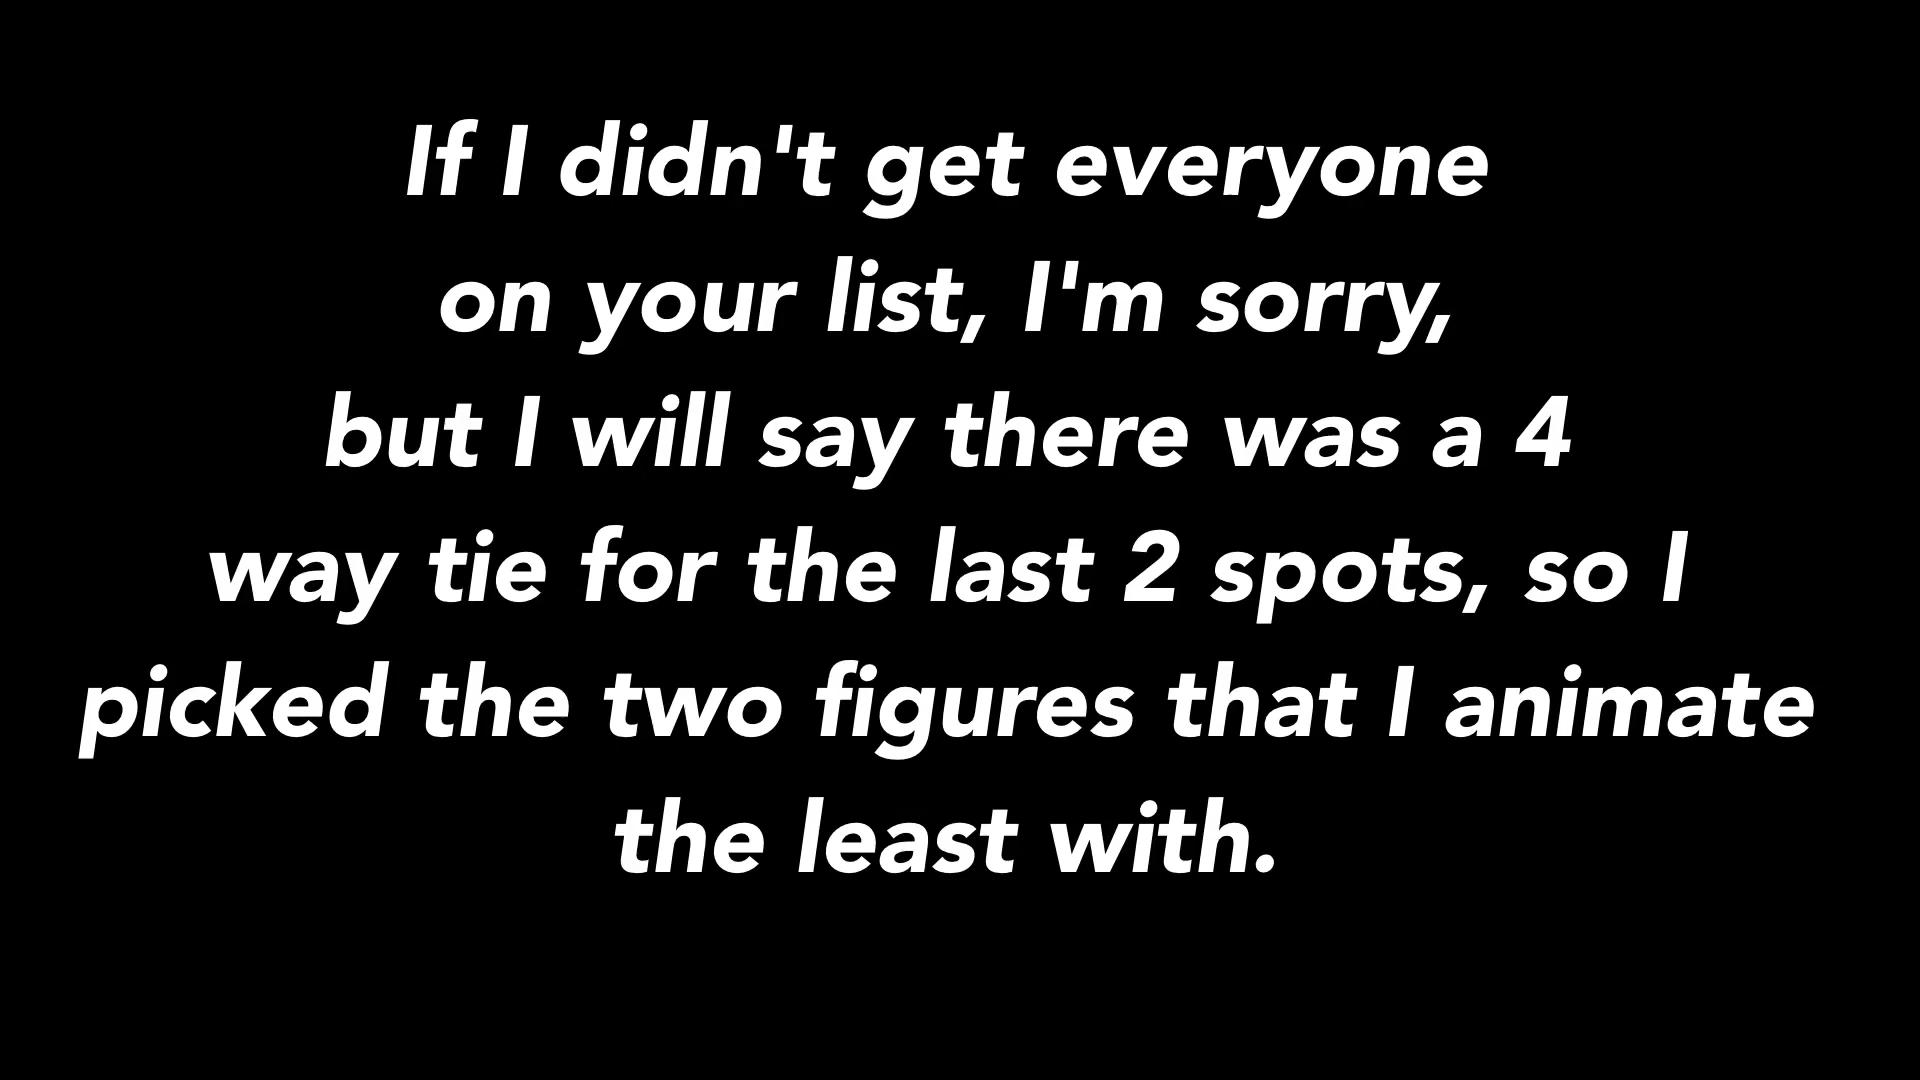 If I didn't get everyone
on your list, I'm sorry,
but I will say there was a 4
way tie for the last 2 spots, so I
picked the two figures that I animate
the least with.